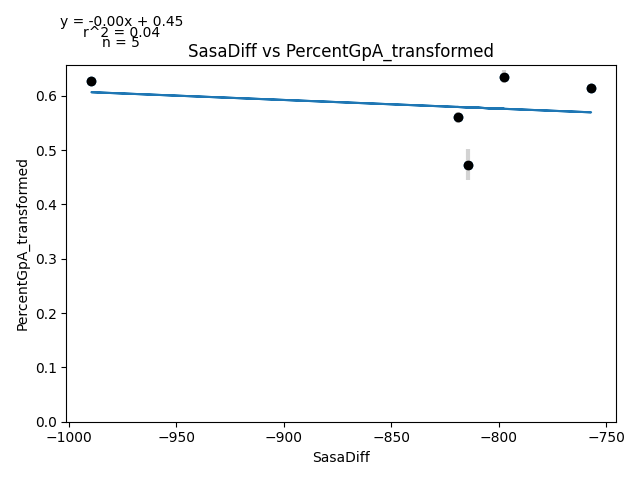 y = -0.00x + 0.45
r^2 = 0.04
n = 5
SasaDiff vs PercentGpA_transformed
PercentGpA_transformed
0.6
0.5
0.4
0.3
0.2
0.1
0.0
−1000 −950 −900 −850 −800 −750
SasaDiff